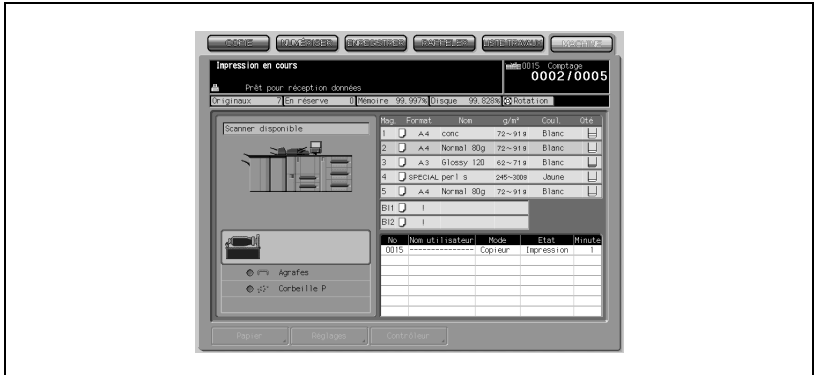 COPIE NUMÉRISER ENREGISTRER RAPPELER LISTE TRAVAUX MACHINE
Impression en cours
0015 Comptage
0002/0005
Prêt pour réception données
Originaux 7 En réserve 0 Mémoire 99.997% Disque 99.828% Rotation
Scanner disponible
Mag. Format Nom g/m² Coul. Qté
1 A4 conc 72~91g Blanc
2 A4 Normal 80g 72~91g Blanc
3 A3 Glossy 120 62~71g Blanc
4 SPECIAL perl s 245~300g Jaune
5 A4 Normal 80g 72~91g Blanc
BI1 |
BI2 |
No Nom utilisateur Mode Etat Minute
0015 --------------- Copieur Impression 1
Agrafes
Corbeille P
Papier Réglages Contrôleur